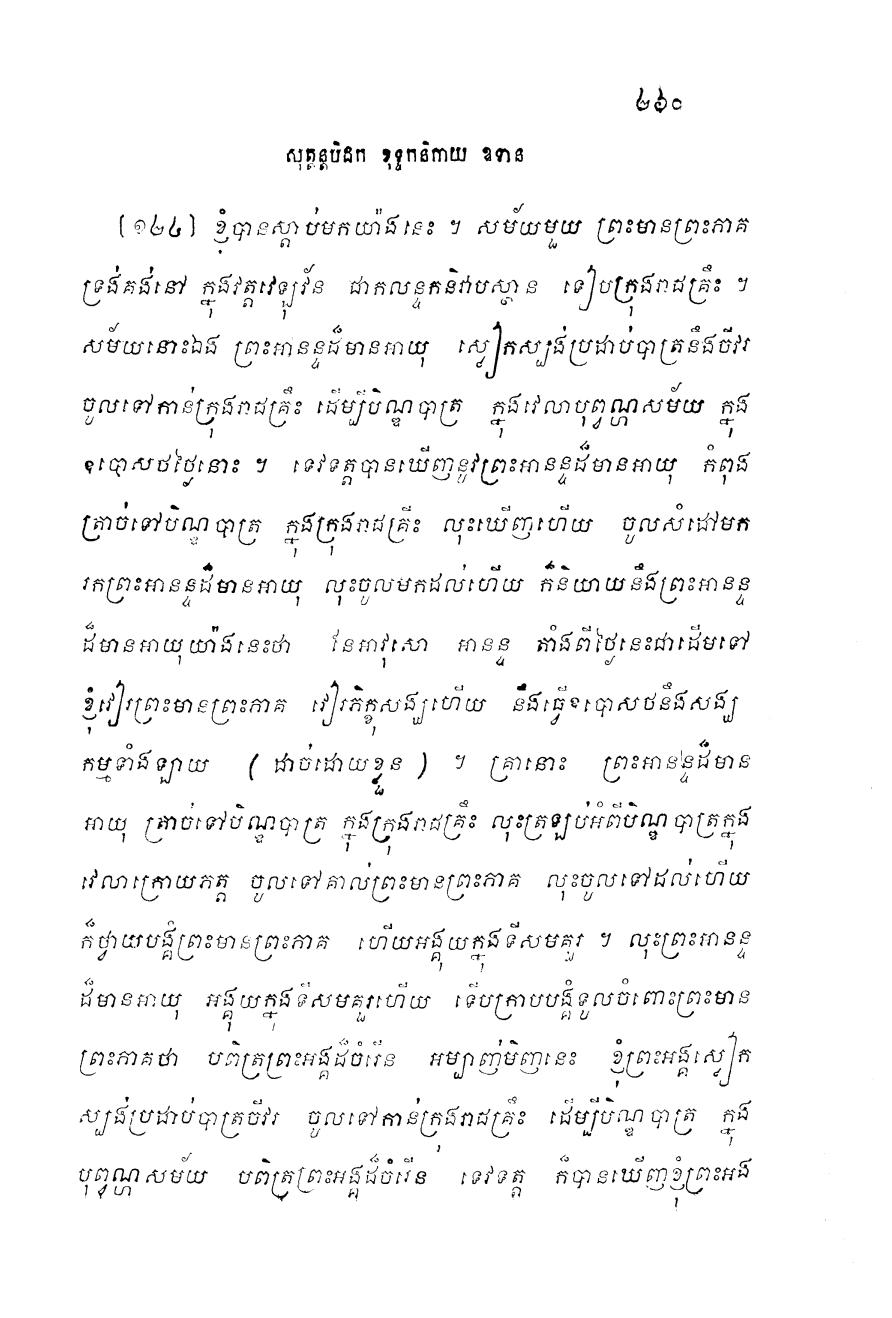 ២៦០
សុត្តន្តបិដក ខុទ្ទកនិកាយ ឧទាន
[១២៤] ខ្ញុំបានស្តាប់មកយ៉ាងនេះ ។ សម័យមួយ ព្រះមានព្រះភាគ
ទ្រង់គង់នៅ ក្នុងវត្តវេឡុវ័ន ជាកលន្ទកនិវាបស្ថាន ទៀបក្រុងរាជគ្រឹះ ។
សម័យនោះឯង ព្រះអានន្ទដ៏មានអាយុ ស្លៀកស្បង់ប្រដាប់បាត្រនឹងចីវរ
ចូលទៅកាន់ក្រុងរាជគ្រឹះ ដើម្បីបិណ្ឌបាត្រ ក្នុងវេលាបុព្វណ្ហសម័យ ក្នុង
ឧបោសថថ្ងៃនោះ ។ ទេវទត្តបានឃើញនូវព្រះអានន្ទដ៏មានអាយុ កំពុង
ត្រាច់ទៅបិណ្ឌបាត្រ ក្នុងក្រុងរាជគ្រឹះ លុះឃើញហើយ ចូលសំដៅមក
រកព្រះអានន្ទដ៏មានអាយុ លុះចូលមកដល់ហើយ ក៏និយាយនឹងព្រះអានន្ទ
ដ៏មានអាយុយ៉ាងនេះថា នែអាវុសោ អានន្ទ តាំងពីថ្ងៃនេះជាដើមទៅ
ខ្ញុំវៀរព្រះមានព្រះភាគ វៀរភិក្ខុសង្ឃហើយ នឹងធ្វើឧបោសថនឹងសង្ឃ
កម្មទាំងឡាយ ( ដាច់ដោយខ្លួន ) ។ គ្រានោះ ព្រះអានន្ទដ៏មាន
អាយុ ត្រាច់ទៅបិណ្ឌបាត្រ ក្នុងក្រុងរាជគ្រឹះ លុះត្រឡប់អំពីបិណ្ឌបាត្រក្នុង
វេលាក្រោយភត្ត ចូលទៅគាល់ព្រះមានព្រះភាគ លុះចូលទៅដល់ហើយ
ក៏ថ្វាយបង្គំព្រះមានព្រះភាគ ហើយអង្គុយក្នុងទីសមគួរ ។ លុះព្រះអានន្ទ
ដ៏មានអាយុ អង្គុយក្នុងទីសមគួរហើយ ទើបក្រាបបង្គំទូលចំពោះព្រះមាន
ព្រះភាគថា បពិត្រព្រះអង្គដ៏ចំរើន អម្បាញ់មិញនេះ ខ្ញុំព្រះអង្គស្លៀក
ស្បង់ប្រដាប់បាត្រចីវរ ចូលទៅកាន់ក្រុងរាជគ្រឹះ ដើម្បីបិណ្ឌបាត្រ ក្នុង
បុព្វណ្ហសម័យ បពិត្រព្រះអង្គដ៏ចំរើន ទេវទត្ត ក៏បានឃើញខ្ញុំព្រះអង